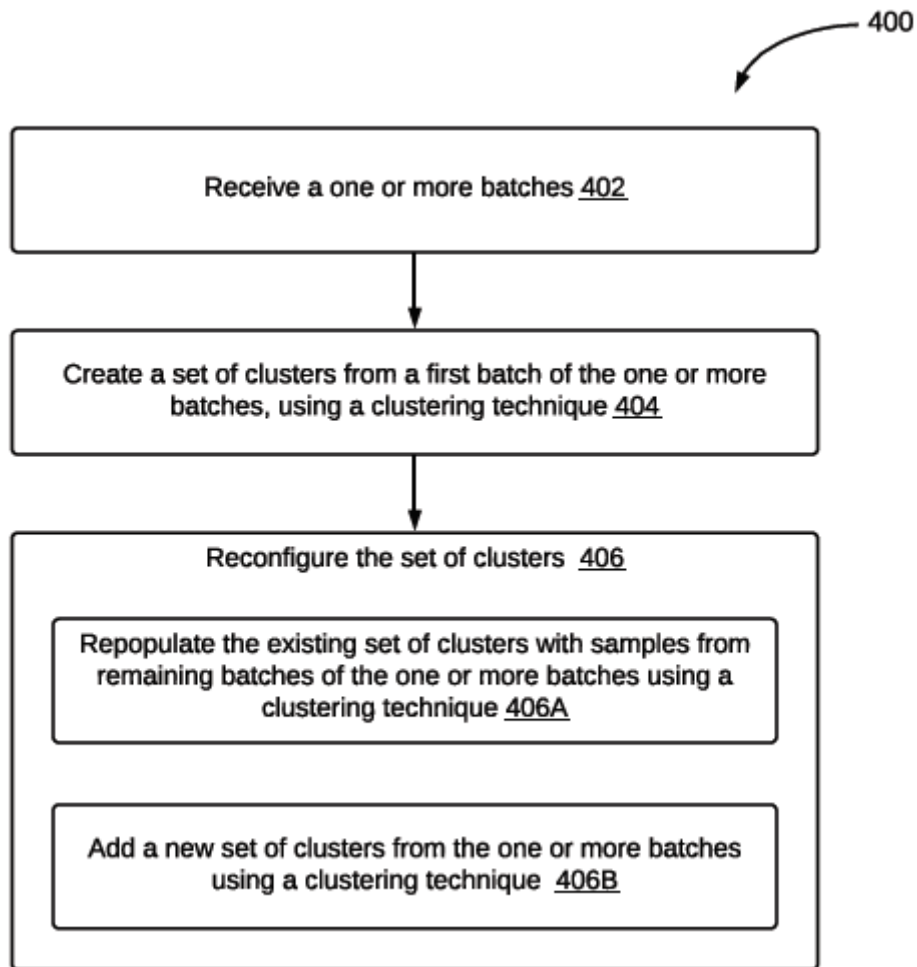 400
Receive a one or more batches 402
Create a set of clusters from a first batch of the one or more
batches, using a clustering technique 404
Reconfigure the set of clusters 406
Repopulate the existing set of clusters with samples from
remaining batches of the one or more batches using a
clustering technique 406A
Add a new set of clusters from the one or more batches
using a clustering technique 406B